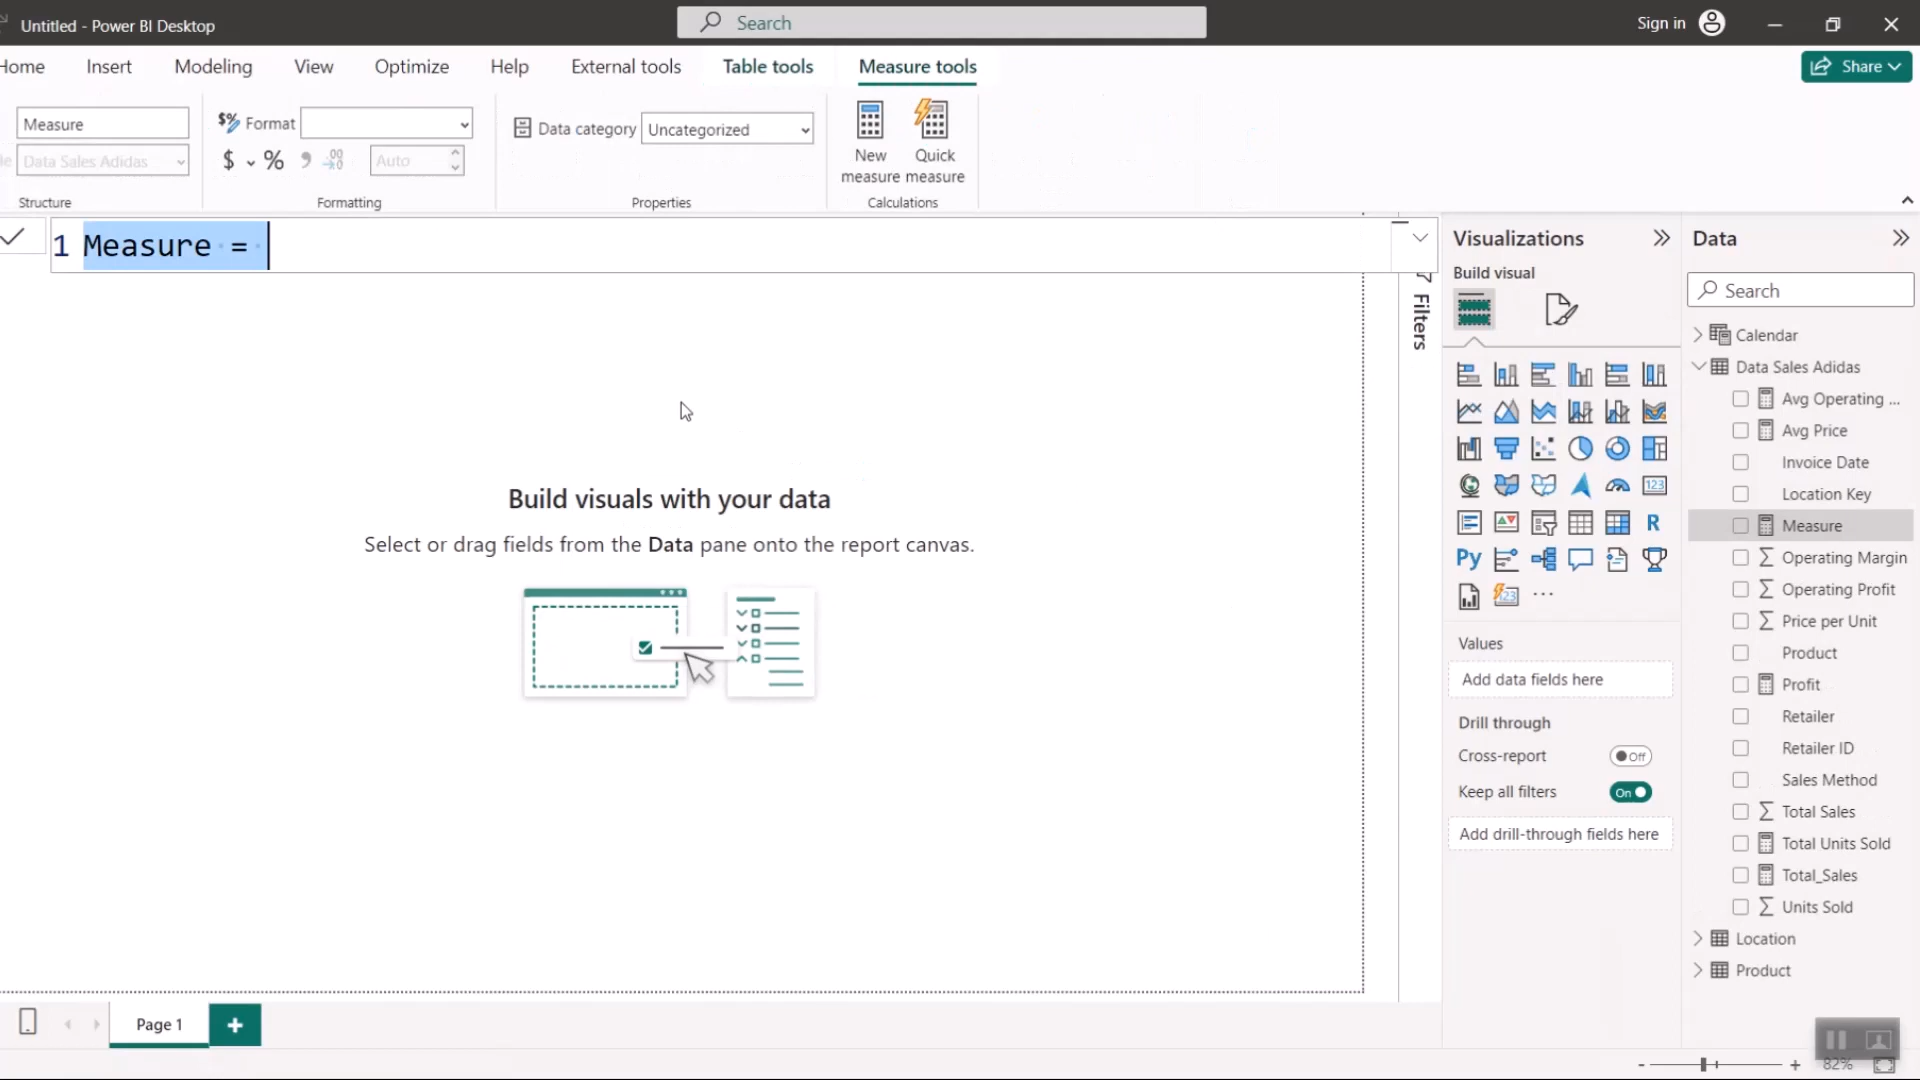 Untitled - Power BI Desktop
Search
Sign in
Home
Insert
Modeling
View
Optimize
Help
External tools
Table tools
Measure tools
Share
Measure
Format
Data category
Uncategorized
New measure
Quick measure
Data Sales Adidas
$
%
Auto
Structure
Formatting
Properties
Calculations
1 Measure =
Filters
Build visuals with your data
Select or drag fields from the Data pane onto the report canvas.
Visualizations
Build visual
123
R
Py
123
Values
Add data fields here
Drill through
Cross-report
Off
Keep all filters
On
Add drill-through fields here
Data
Search
Calendar
Data Sales Adidas
Avg Operating ...
Avg Price
Invoice Date
Location Key
Measure
Operating Margin
Operating Profit
Price per Unit
Product
Profit
Retailer
Retailer ID
Sales Method
Total Sales
Total Units Sold
Total_Sales
Units Sold
Location
Product
Page 1
82%